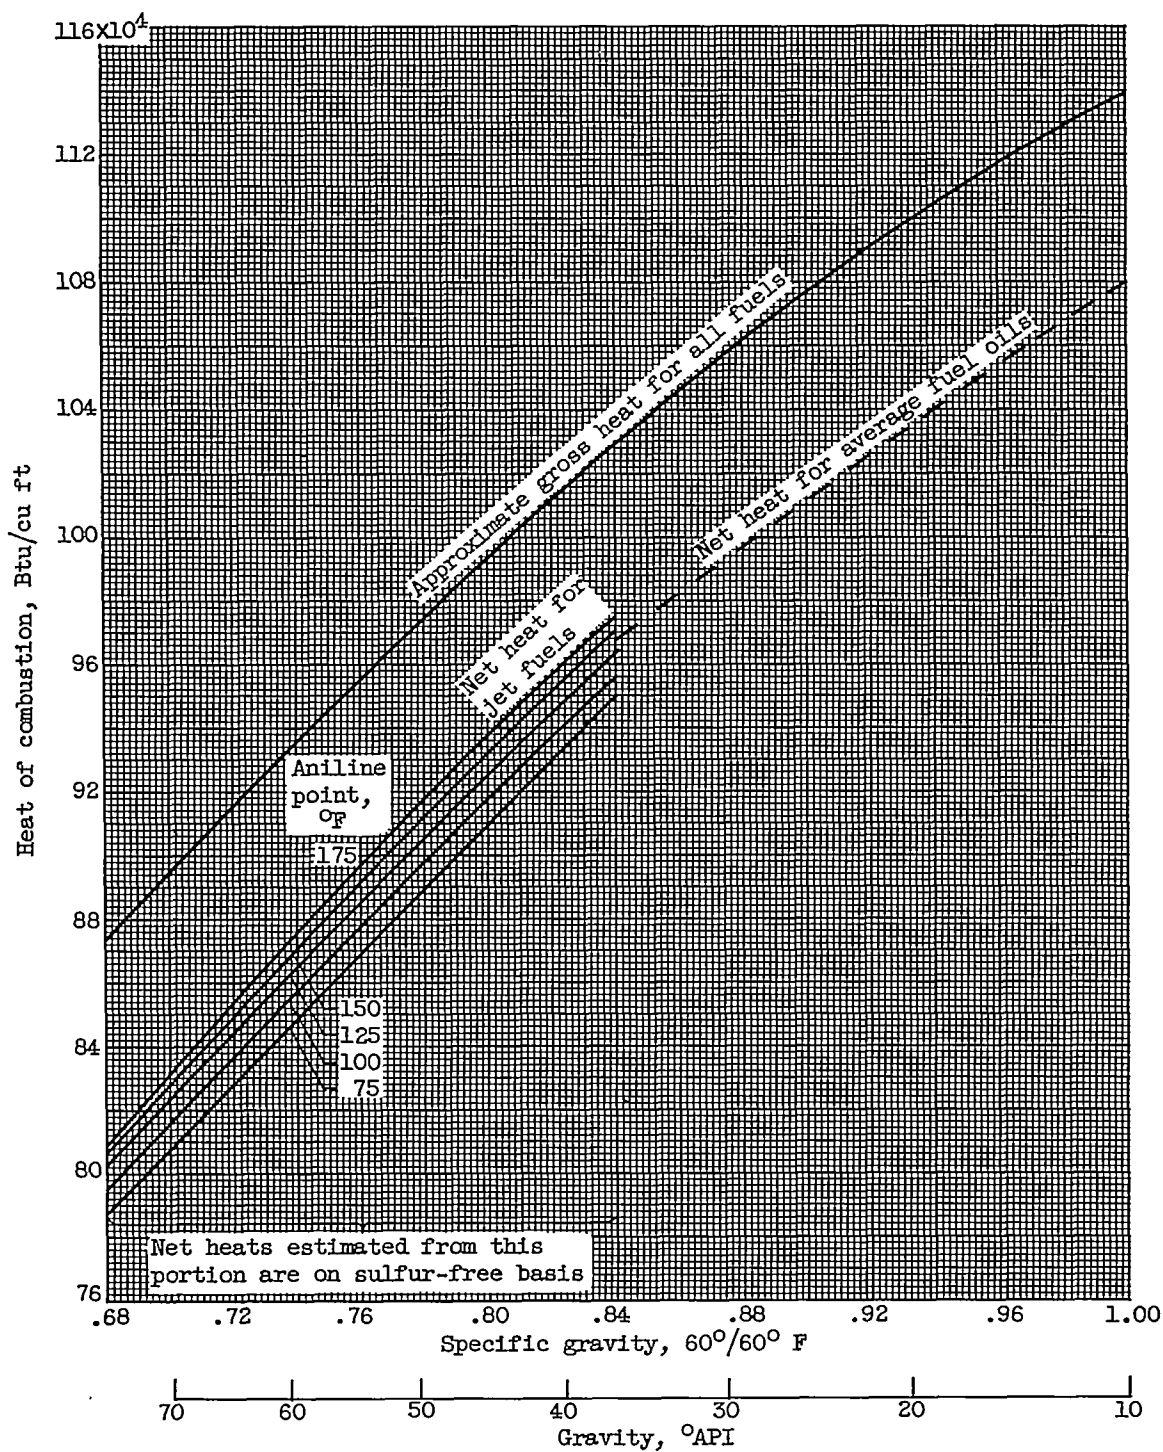 116x10⁴
112
108
104
100
96
92
88
84
80
76
Heat of combustion, Btu/cu ft
Approximate gross heat for all fuels
Net heat for average fuel oils
Net heat for
jet fuels
Aniline
point,
°F
175
150
125
100
75
Net heats estimated from this
portion are on sulfur-free basis
.68 .72 .76 .80 .84 .88 .92 .96 1.00
Specific gravity, 60°/60° F
70 60 50 40 30 20 10
Gravity, °API